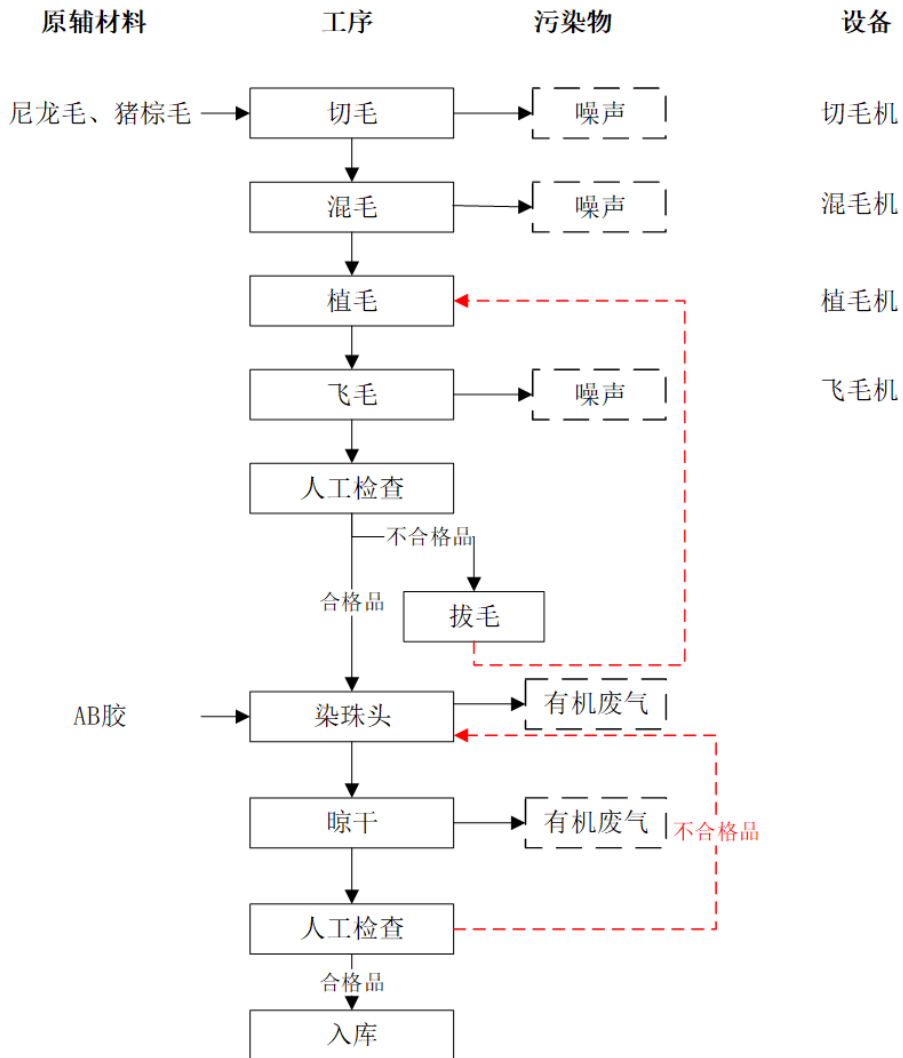 原辅材料 工序 污染物 设备
尼龙毛、猪棕毛 切毛 噪声 切毛机
混毛 噪声 混毛机
植毛 植毛机
飞毛 噪声 飞毛机
人工检查
不合格品
合格品
拔毛
AB胶 染珠头 有机废气
晾干 有机废气
不合格品
人工检查
合格品
入库